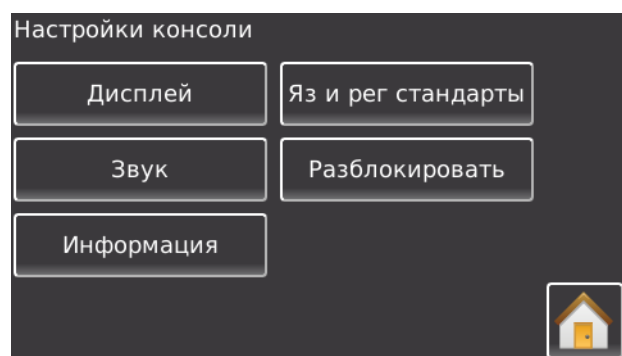 Настройки консоли
Дисплей
Яз и рег стандарты
Звук
Разблокировать
Информация